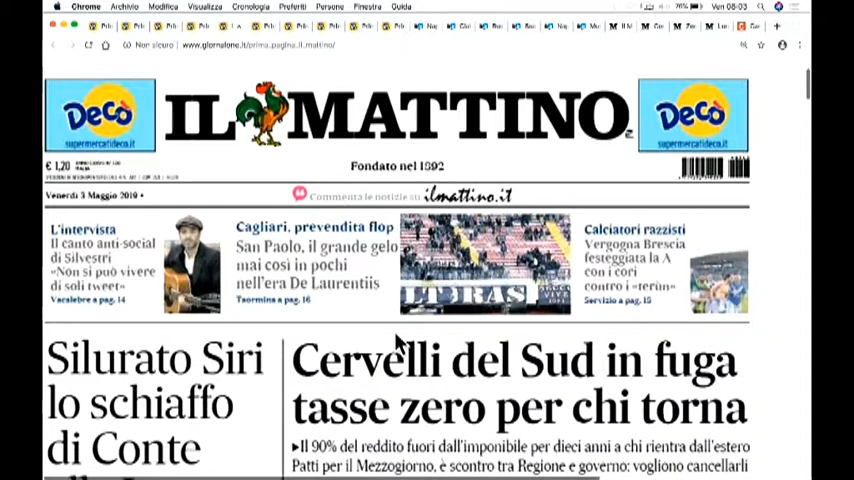 Chrome Archivio Modifica Visualizza Cronologia Preferiti Persone Finestra Guida
76% Ven 08:03
Non sicuro www.giornalone.it/prima_pagina_il_mattino/
Decò
supermercatideco.it
IL MATTINO
Decò
supermercatideco.it
€ 1,20
Fondato nel 1892
Venerdì 3 Maggio 2019 •
Commenta le notizie su ilmattino.it
L'intervista
Il canto anti-social
di Silvestri
«Non si può vivere
di soli tweet»
Vacalebre a pag. 14
Cagliari, prevendita flop
San Paolo, il grande gelo
mai così in pochi
nell'era De Laurentiis
Taormina a pag. 16
ULTRAS
Calciatori razzisti
Vergogna Brescia
festeggiata la A
con i cori
contro i «terùn»
Servizio a pag. 15
Silurato Siri
lo schiaffo
di Conte
Cervelli del Sud in fuga
tasse zero per chi torna
▸Il 90% del reddito fuori dall'imponibile per dieci anni a chi rientra dall'estero
Patti per il Mezzogiorno, è scontro tra Regione e governo: vogliono cancellarli